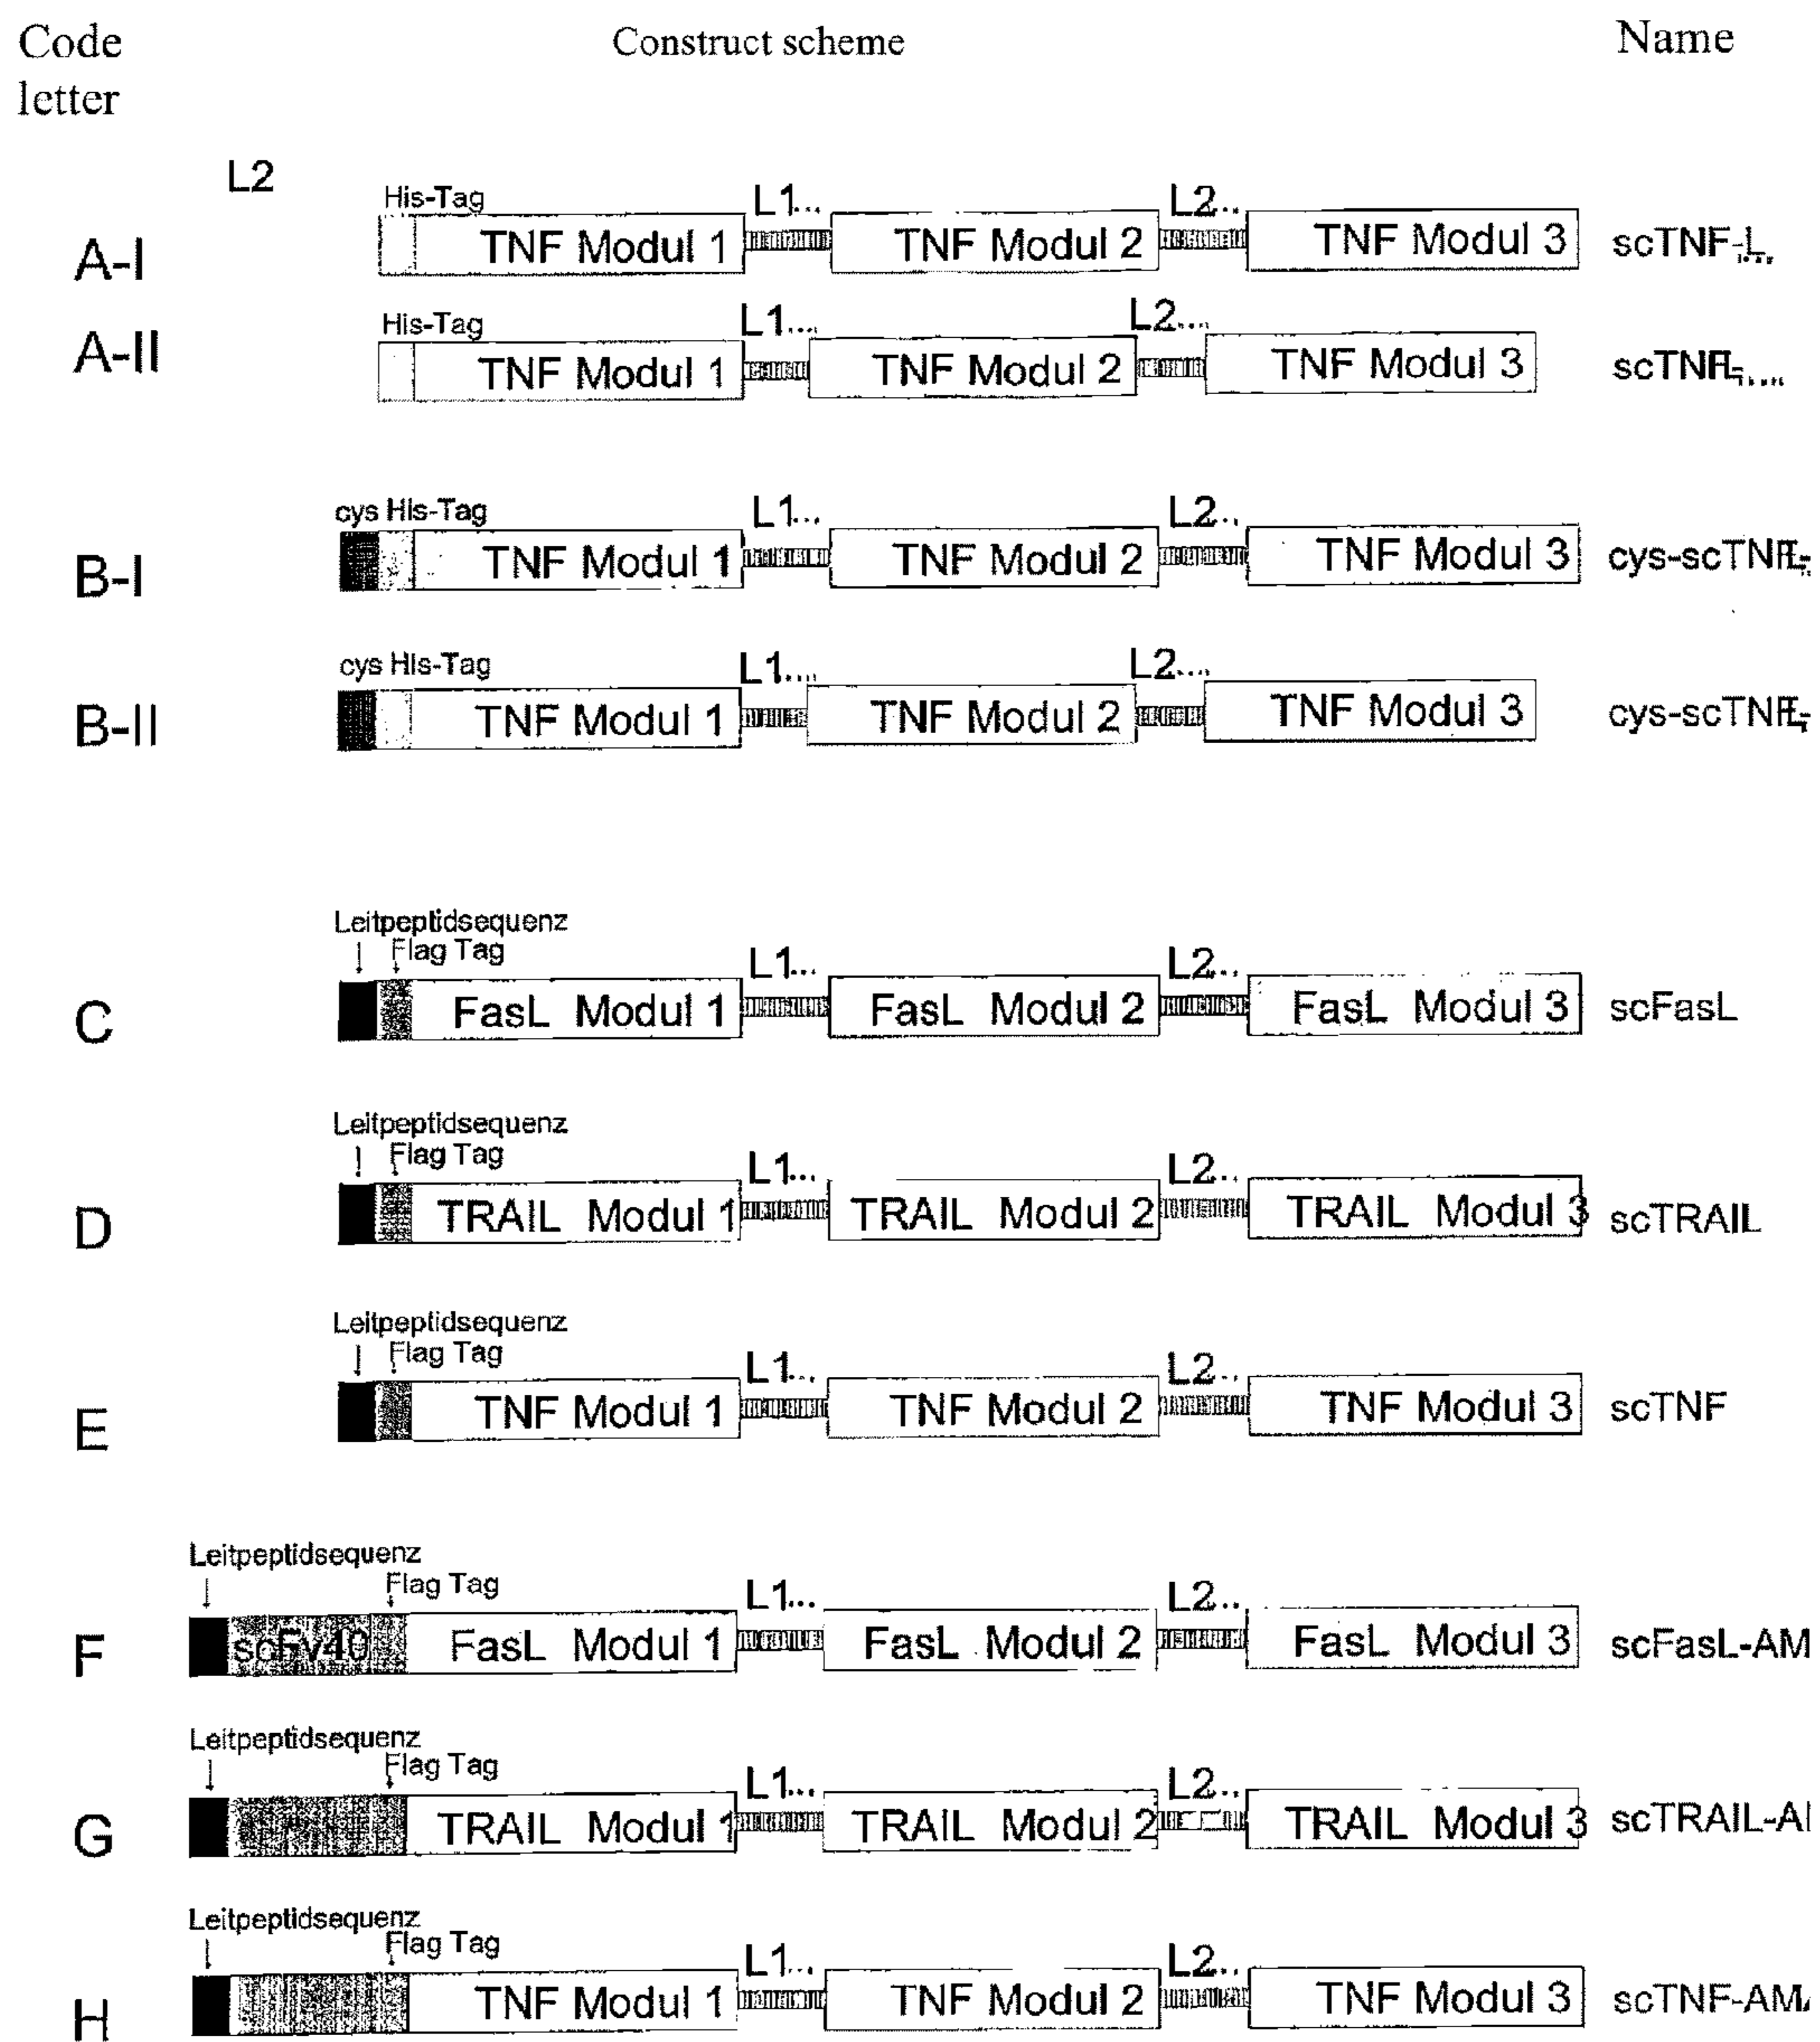 Code letter
Construct scheme
Name
L2
A-I
His-Tag
TNF Modul 1
L1...
TNF Modul 2
L2...
TNF Modul 3
A-II
His-Tag
TNF Modul 1
L1....
TNF Modul 2
L2....
TNF Modul 3
B-I
cys His-Tag
TNF Modul 1
L1...
TNF Modul 2
L2...
TNF Modul 3
B-II
cys His-Tag
TNF Modul 1
L1....
TNF Modul 2
L2....
TNF Modul 3
C
Leitpeptidsequenz
Flag Tag
FasL Modul 1
L1...
FasL Modul 2
L2...
FasL Modul 3
scFasL
D
Leitpeptidsequenz
Flag Tag
TRAIL Modul 1
L1...
TRAIL Modul 2
L2...
TRAIL Modul 3
scTRAIL
E
Leitpeptidsequenz
Flag Tag
TNF Modul 1
L1...
TNF Modul 2
L2...
TNF Modul 3
scTNF
F
Leitpeptidsequenz
Flag Tag
scFv40
FasL Modul 1
L1...
FasL Modul 2
L2...
FasL Modul 3
scFasL-AM
G
Leitpeptidsequenz
Flag Tag
TRAIL Modul 1
L1...
TRAIL Modul 2
L2...
TRAIL Modul 3
H
Leitpeptidsequenz
Flag Tag
TNF Modul 1
L1...
TNF Modul 2
L2...
TNF Modul 3